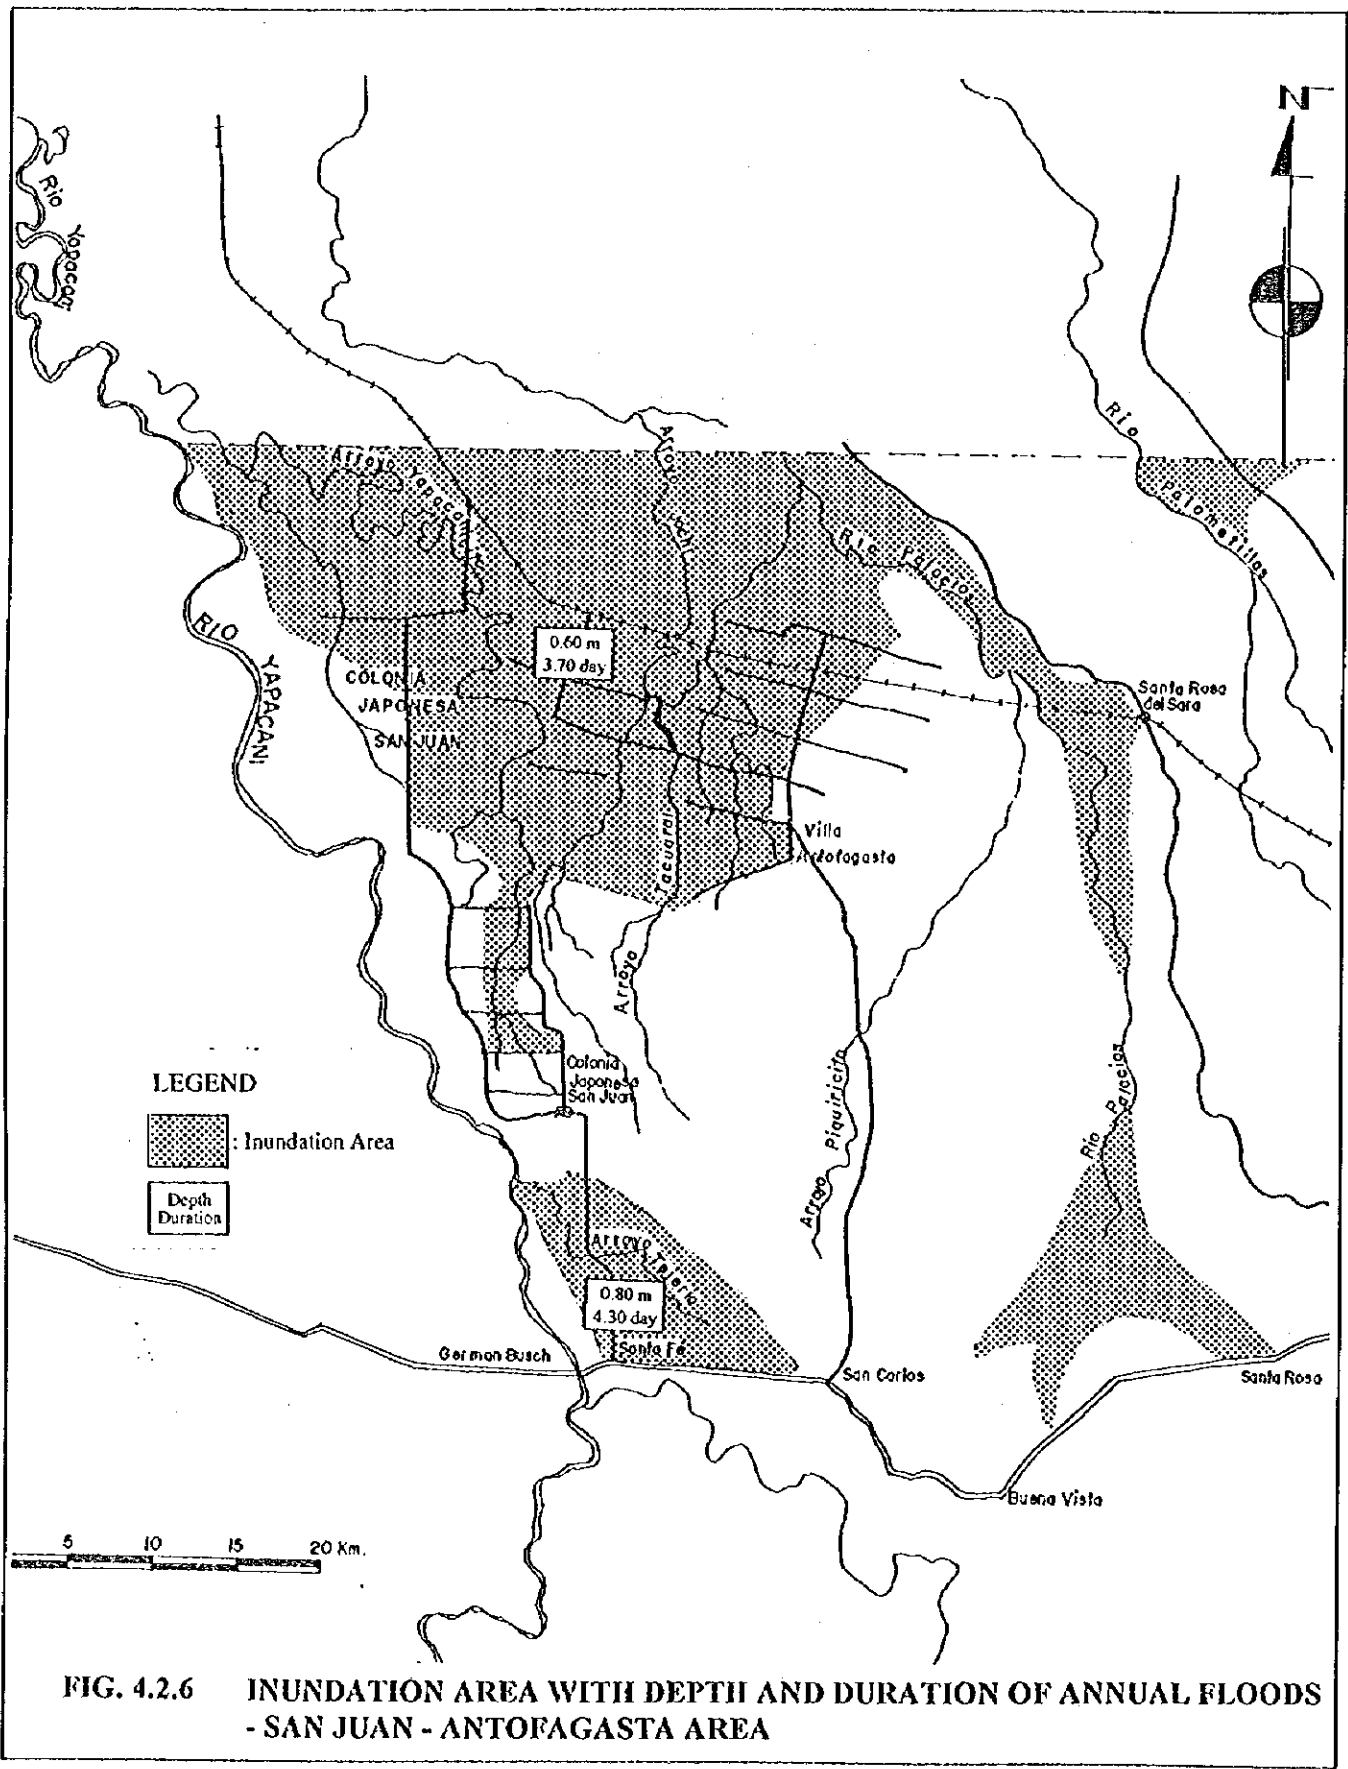 N
Rio
Yapacani
Rio
Palometillas
Arroyo Yapacani
Arroyo
Rio Palacios
RIO
YAPACANI
0.60 m
3.70 day
COLONIA
JAPONESA
SAN JUAN
Santa Rosa
del Sara
Villa
Antofagasta
Arroyo Tacuaral
Colonia
Japonesa
San Juan
Arroyo Piquiricito
Rio Palacios
LEGEND
: Inundation Area
Depth
Duration
Arroyo Tejeria
0.80 m
4.30 day
German Busch
Santa Fe
San Carlos
Santa Rosa
Buena Vista
5 10 15 20 Km.
FIG. 4.2.6 INUNDATION AREA WITH DEPTH AND DURATION OF ANNUAL FLOODS
- SAN JUAN - ANTOFAGASTA AREA